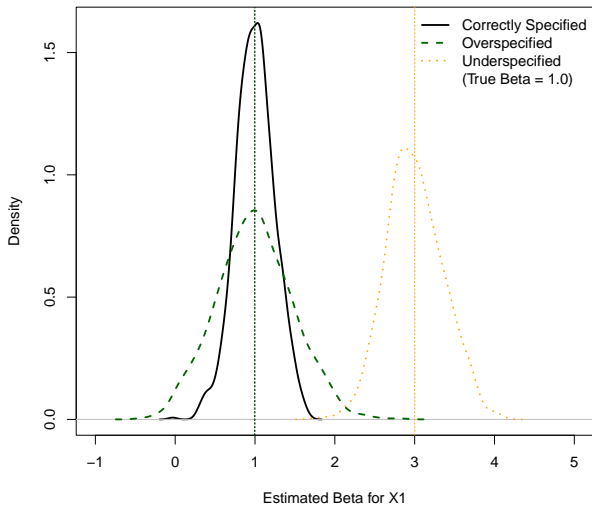 Correctly Specified
Overspecified
Underspecified
(True Beta = 1.0)
Density
1.5
1.0
0.5
0.0
−1 0 1 2 3 4 5
Estimated Beta for X1